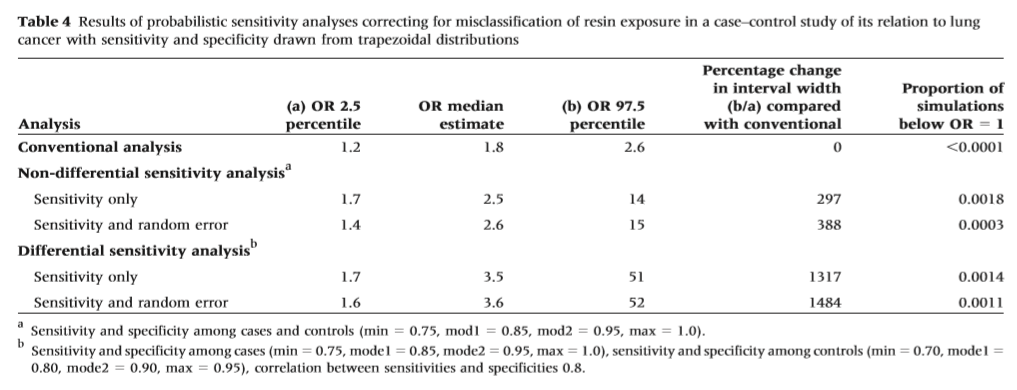 Table 4 Results of probabilistic sensitivity analyses correcting for misclassification of resin exposure in a case–control study of its relation to lung
cancer with sensitivity and specificity drawn from trapezoidal distributions
Percentage change
in interval width Proportion of
(a) OR 2.5 OR median (b) OR 97.5 (b/a) compared simulations
Analysis percentile estimate percentile with conventional below OR = 1
Conventional analysis 1.2 1.8 2.6 0 <0.0001
Non-differential sensitivity analysis^a
Sensitivity only 1.7 2.5 14 297 0.0018
Sensitivity and random error 1.4 2.6 15 388 0.0003
Differential sensitivity analysis^b
Sensitivity only 1.7 3.5 51 1317 0.0014
Sensitivity and random error 1.6 3.6 52 1484 0.0011
^a Sensitivity and specificity among cases and controls (min = 0.75, mod1 = 0.85, mod2 = 0.95, max = 1.0).
^b Sensitivity and specificity among cases (min = 0.75, mode1 = 0.85, mode2 = 0.95, max = 1.0), sensitivity and specificity among controls (min = 0.70, mode1 =
0.80, mode2 = 0.90, max = 0.95), correlation between sensitivities and specificities 0.8.